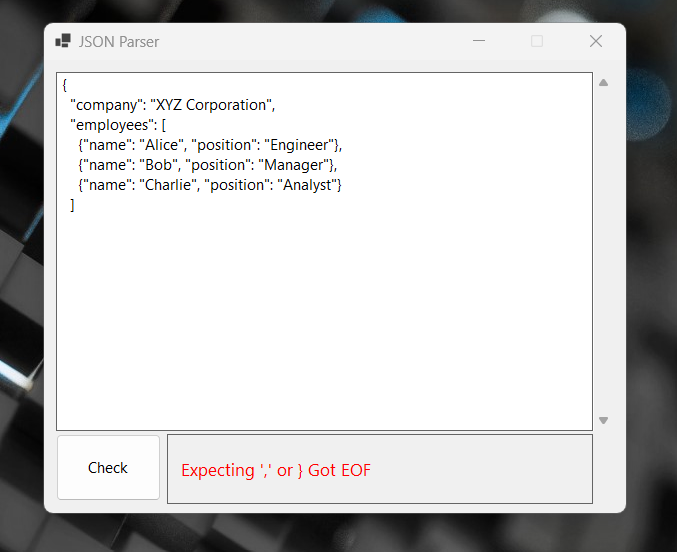 JSON Parser
{
"company": "XYZ Corporation",
"employees": [
{"name": "Alice", "position": "Engineer"},
{"name": "Bob", "position": "Manager"},
{"name": "Charlie", "position": "Analyst"}
]
Check
Expecting ',' or } Got EOF